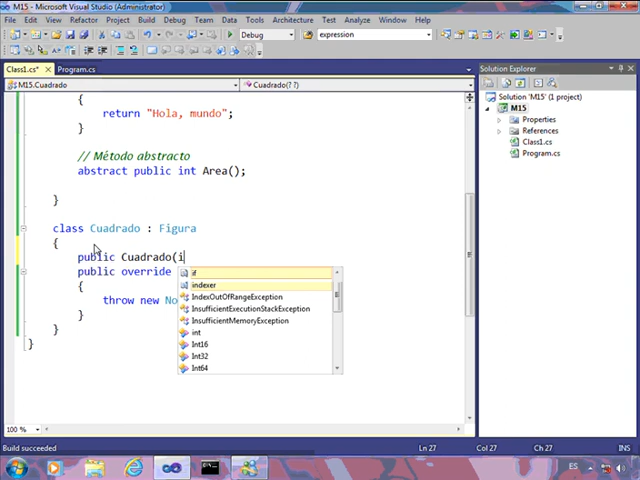 M15 - Microsoft Visual Studio (Administrator)
File Edit View Refactor Project Build Debug Team Data Tools Architecture Test Analyze Window Help
Debug expression
Class1.cs* Program.cs
M15.Cuadrado Cuadrado(? ?)
{
return "Hola, mundo";
}
// Método abstracto
abstract public int Area();
}
class Cuadrado : Figura
{
public Cuadrado(i
public override
{
throw new No
}
}
}
if
indexer
IndexOutOfRangeException
InsufficientExecutionStackException
InsufficientMemoryException
int
Int16
Int32
Int64
100 %
Solution Explorer
Solution 'M15' (1 project)
M15
Properties
References
Class1.cs
Program.cs
Build succeeded Ln 27 Col 27 Ch 27
ES